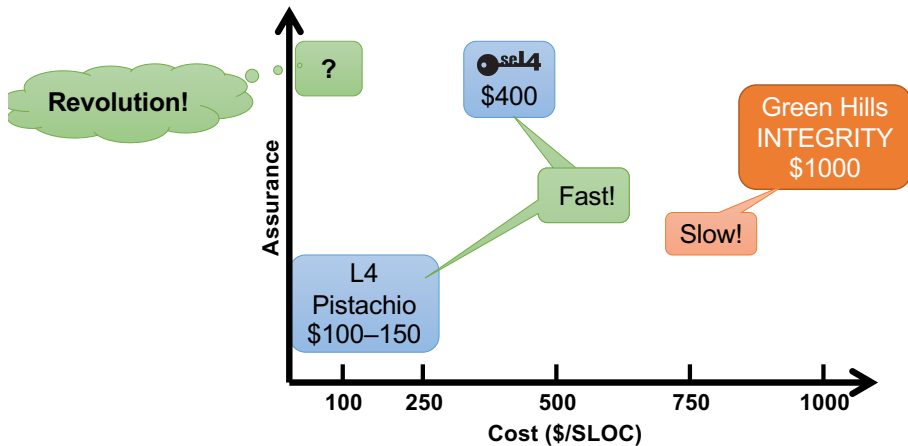 ?
seL4
$400
Revolution!
Green Hills
INTEGRITY
$1000
Fast!
Slow!
Assurance
L4
Pistachio
$100–150
100 250 500 750 1000
Cost ($/SLOC)